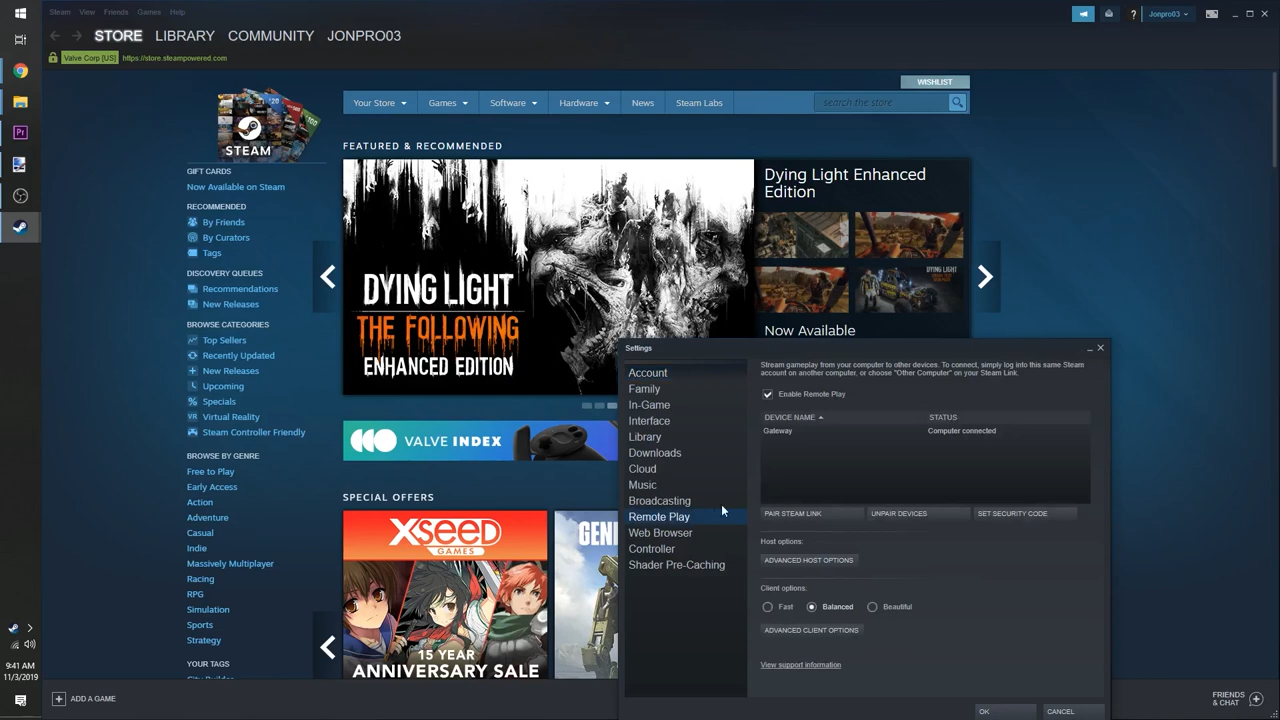 Steam View Friends Games Help
Jonpro03
STORE LIBRARY COMMUNITY JONPRO03
Valve Corp [US] https://store.steampowered.com
WISHLIST
Your Store Games Software Hardware News Steam Labs search the store
STEAM
GIFT CARDS
Now Available on Steam
RECOMMENDED
By Friends
By Curators
Tags
DISCOVERY QUEUES
Recommendations
New Releases
BROWSE CATEGORIES
Top Sellers
Recently Updated
New Releases
Upcoming
Specials
VR Virtual Reality
Steam Controller Friendly
BROWSE BY GENRE
Free to Play
Early Access
Action
Adventure
Casual
Indie
Massively Multiplayer
Racing
RPG
Simulation
Sports
Strategy
YOUR TAGS
FEATURED & RECOMMENDED
DYING LIGHT
THE FOLLOWING
ENHANCED EDITION
Dying Light Enhanced
Edition
Now Available
VALVE INDEX
SPECIAL OFFERS
XSEED
GAMES
15 YEAR
ANNIVERSARY SALE
Settings
Account
Family
In-Game
Interface
Library
Downloads
Cloud
Music
Broadcasting
Remote Play
Web Browser
Controller
Shader Pre-Caching
Stream gameplay from your computer to other devices. To connect, simply log into this same Steam
account on another computer, or choose "Other Computer" on your Steam Link.
Enable Remote Play
DEVICE NAME STATUS
Gateway Computer connected
PAIR STEAM LINK UNPAIR DEVICES SET SECURITY CODE
Host options:
ADVANCED HOST OPTIONS
Client options:
Fast Balanced Beautiful
ADVANCED CLIENT OPTIONS
View support information
OK CANCEL
9:41 AM
11/3/2019
ADD A GAME
FRIENDS
& CHAT